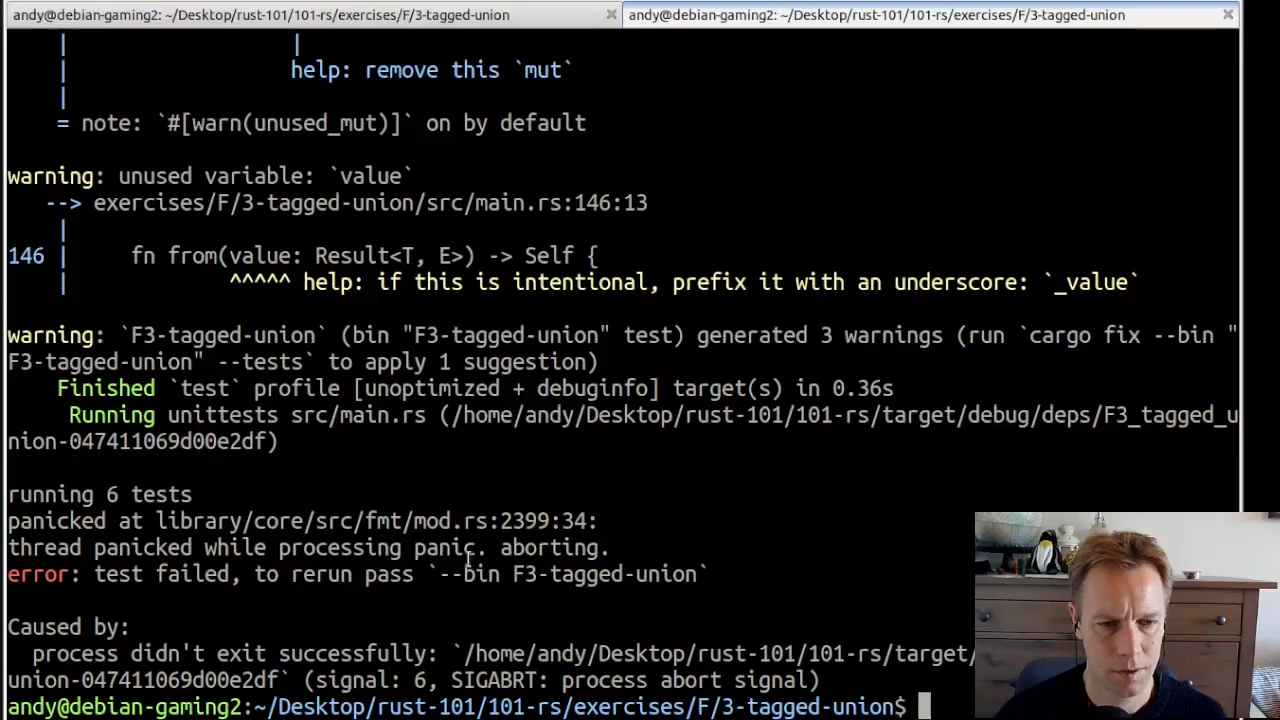 andy@debian-gaming2: ~/Desktop/rust-101/101-rs/exercises/F/3-tagged-union
andy@debian-gaming2: ~/Desktop/rust-101/101-rs/exercises/F/3-tagged-union
|                   |
|                   help: remove this `mut`
|
= note: `#[warn(unused_mut)]` on by default
warning: unused variable: `value`
--> exercises/F/3-tagged-union/src/main.rs:146:13
|
146 |     fn from(value: Result<T, E>) -> Self {
|             ^^^^^ help: if this is intentional, prefix it with an underscore: `_value`
warning: `F3-tagged-union` (bin "F3-tagged-union" test) generated 3 warnings (run `cargo fix --bin "
F3-tagged-union" --tests` to apply 1 suggestion)
Finished `test` profile [unoptimized + debuginfo] target(s) in 0.36s
Running unittests src/main.rs (/home/andy/Desktop/rust-101/101-rs/target/debug/deps/F3_tagged_u
nion-047411069d00e2df)
running 6 tests
panicked at library/core/src/fmt/mod.rs:2399:34:
thread panicked while processing panic. aborting.
error: test failed, to rerun pass `--bin F3-tagged-union`
Caused by:
process didn't exit successfully: `/home/andy/Desktop/rust-101/101-rs/target/
union-047411069d00e2df` (signal: 6, SIGABRT: process abort signal)
andy@debian-gaming2:~/Desktop/rust-101/101-rs/exercises/F/3-tagged-union$